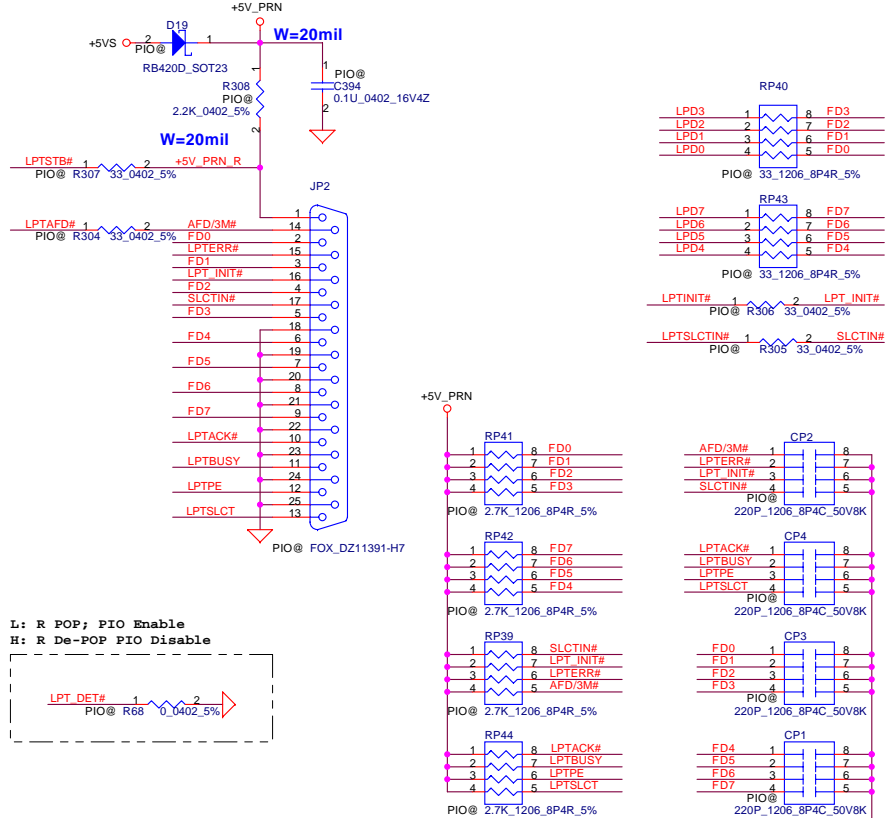 +5V_PRN
W=20mil
D19
+5VS 2 1
PIO@
RB420D_SOT23
1
R308
PIO@
2.2K_0402_5%
2
1
PIO@
C394
0.1U_0402_16V4Z
2
W=20mil
LPTSTB# 1 2 +5V_PRN_R
PIO@ R307 33_0402_5%
LPTAFD# 1 2
PIO@ R304 33_0402_5%
JP2
1
AFD/3M# 14
FD0 2
LPTERR# 15
FD1 3
LPT_INIT# 16
FD2 4
SLCTIN# 17
FD3 5
18
FD4 6
19
FD5 7
20
FD6 8
21
FD7 9
22
LPTACK# 10
23
LPTBUSY 11
24
LPTPE 12
25
LPTSLCT 13
PIO@ FOX_DZ11391-H7
RP40
LPD3 1 8 FD3
LPD2 2 7 FD2
LPD1 3 6 FD1
LPD0 4 5 FD0
PIO@ 33_1206_8P4R_5%
RP43
LPD7 1 8 FD7
LPD6 2 7 FD6
LPD5 3 6 FD5
LPD4 4 5 FD4
PIO@ 33_1206_8P4R_5%
LPTINIT# 1 2 LPT_INIT#
PIO@ R306 33_0402_5%
LPTSLCTIN# 1 2 SLCTIN#
PIO@ R305 33_0402_5%
+5V_PRN
RP41
1 8 FD0
2 7 FD1
3 6 FD2
4 5 FD3
PIO@ 2.7K_1206_8P4R_5%
RP42
1 8 FD7
2 7 FD6
3 6 FD5
4 5 FD4
PIO@ 2.7K_1206_8P4R_5%
RP39
1 8 SLCTIN#
2 7 LPT_INIT#
3 6 LPTERR#
4 5 AFD/3M#
PIO@ 2.7K_1206_8P4R_5%
RP44
1 8 LPTACK#
2 7 LPTBUSY
3 6 LPTPE
4 5 LPTSLCT
PIO@ 2.7K_1206_8P4R_5%
CP2
AFD/3M# 1 8
LPTERR# 2 7
LPT_INIT# 3 6
SLCTIN# 4 5
PIO@
220P_1206_8P4C_50V8K
CP4
LPTACK# 1 8
LPTBUSY 2 7
LPTPE 3 6
LPTSLCT 4 5
PIO@
220P_1206_8P4C_50V8K
CP3
FD0 1 8
FD1 2 7
FD2 3 6
FD3 4 5
PIO@
220P_1206_8P4C_50V8K
CP1
FD4 1 8
FD5 2 7
FD6 3 6
FD7 4 5
PIO@
220P_1206_8P4C_50V8K
L: R POP; PIO Enable
H: R De-POP PIO Disable
LPT_DET# 1 2
PIO@ R68 0_0402_5%